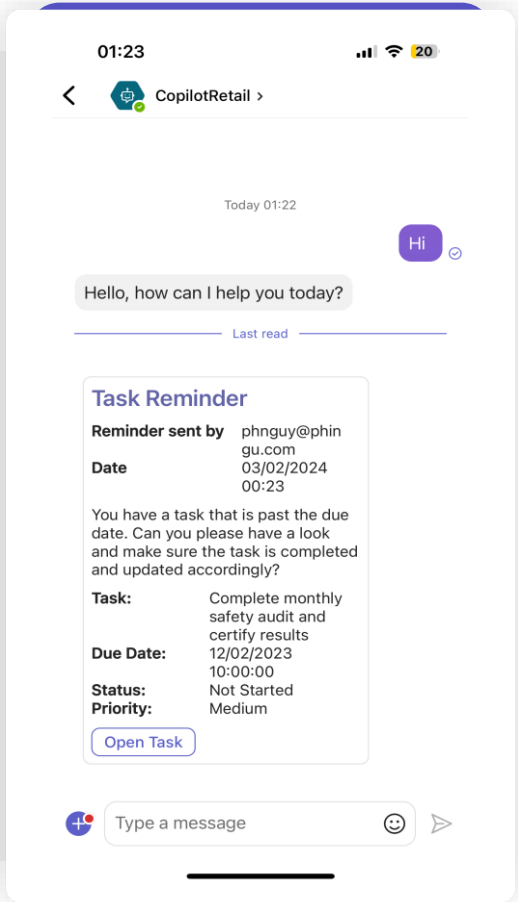 01:23
20
CopilotRetail >
Today 01:22
Hi
Hello, how can I help you today?
Last read
Task Reminder
Reminder sent by phnguy@phin
gu.com
Date 03/02/2024
00:23
You have a task that is past the due
date. Can you please have a look
and make sure the task is completed
and updated accordingly?
Task: Complete monthly
safety audit and
certify results
Due Date: 12/02/2023
10:00:00
Status: Not Started
Priority: Medium
Open Task
Type a message